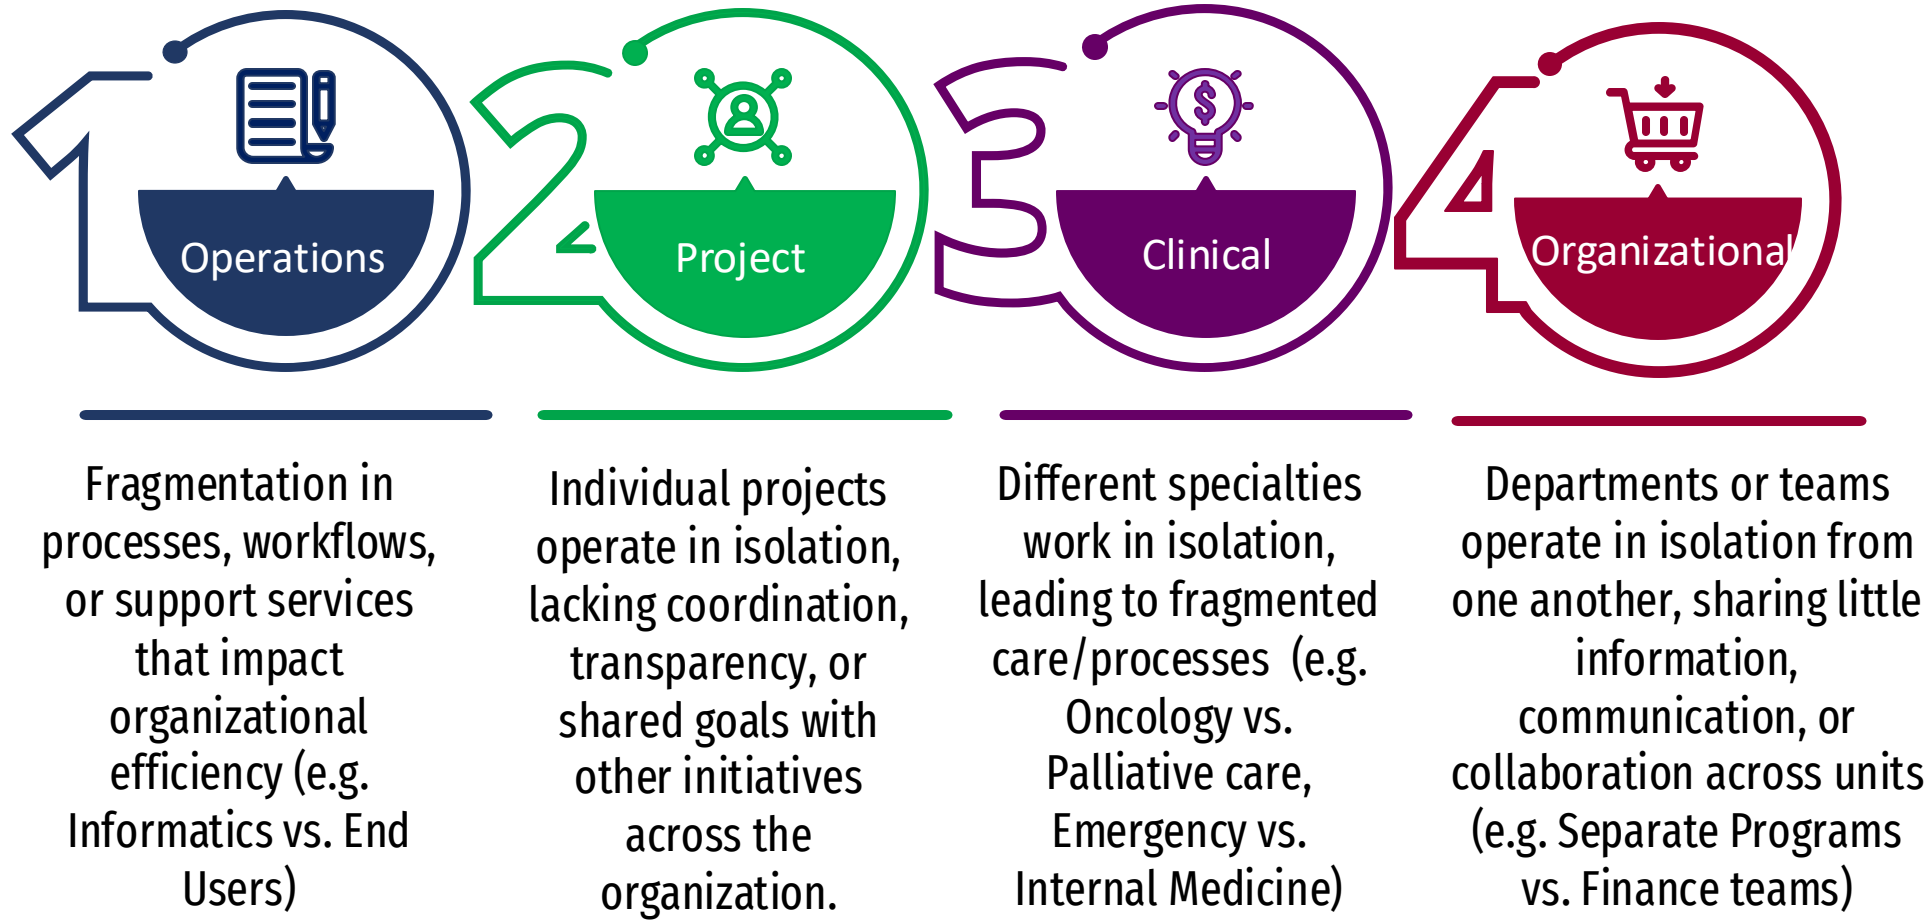 1
Operations
Fragmentation in
processes, workflows,
or support services
that impact
organizational
efficiency (e.g.
Informatics vs. End
Users)
2
Project
Individual projects
operate in isolation,
lacking coordination,
transparency, or
shared goals with
other initiatives
across the
organization.
3
$
Clinical
Different specialties
work in isolation,
leading to fragmented
care/processes  (e.g.
Oncology vs.
Palliative care,
Emergency vs.
Internal Medicine)
4
Organizational
Departments or teams
operate in isolation from
one another, sharing little
information,
communication, or
collaboration across units
(e.g. Separate Programs
vs. Finance teams)